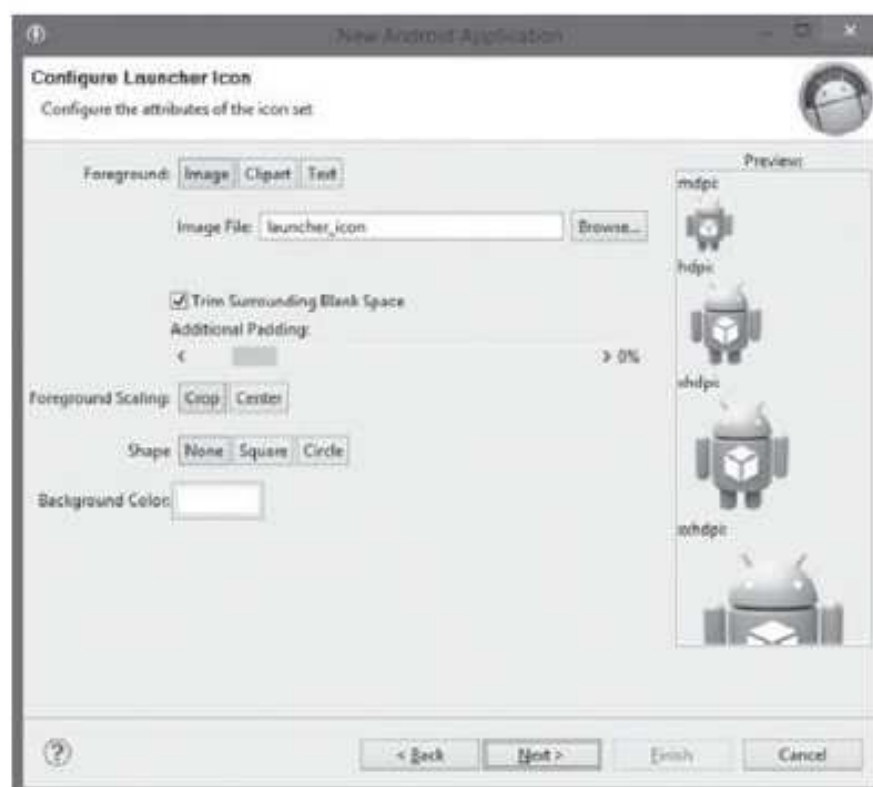 New Android Application
Configure Launcher Icon
Configure the attributes of the icon set
Foreground: Image Clipart Text
Image File: launcher_icon Browse...
Trim Surrounding Blank Space
Additional Padding:
< > 0%
Foreground Scaling: Crop Center
Shape None Square Circle
Background Color:
Preview:
mdpi:
hdpi:
xhdpi:
xxhdpi:
? < Back Next > Finish Cancel